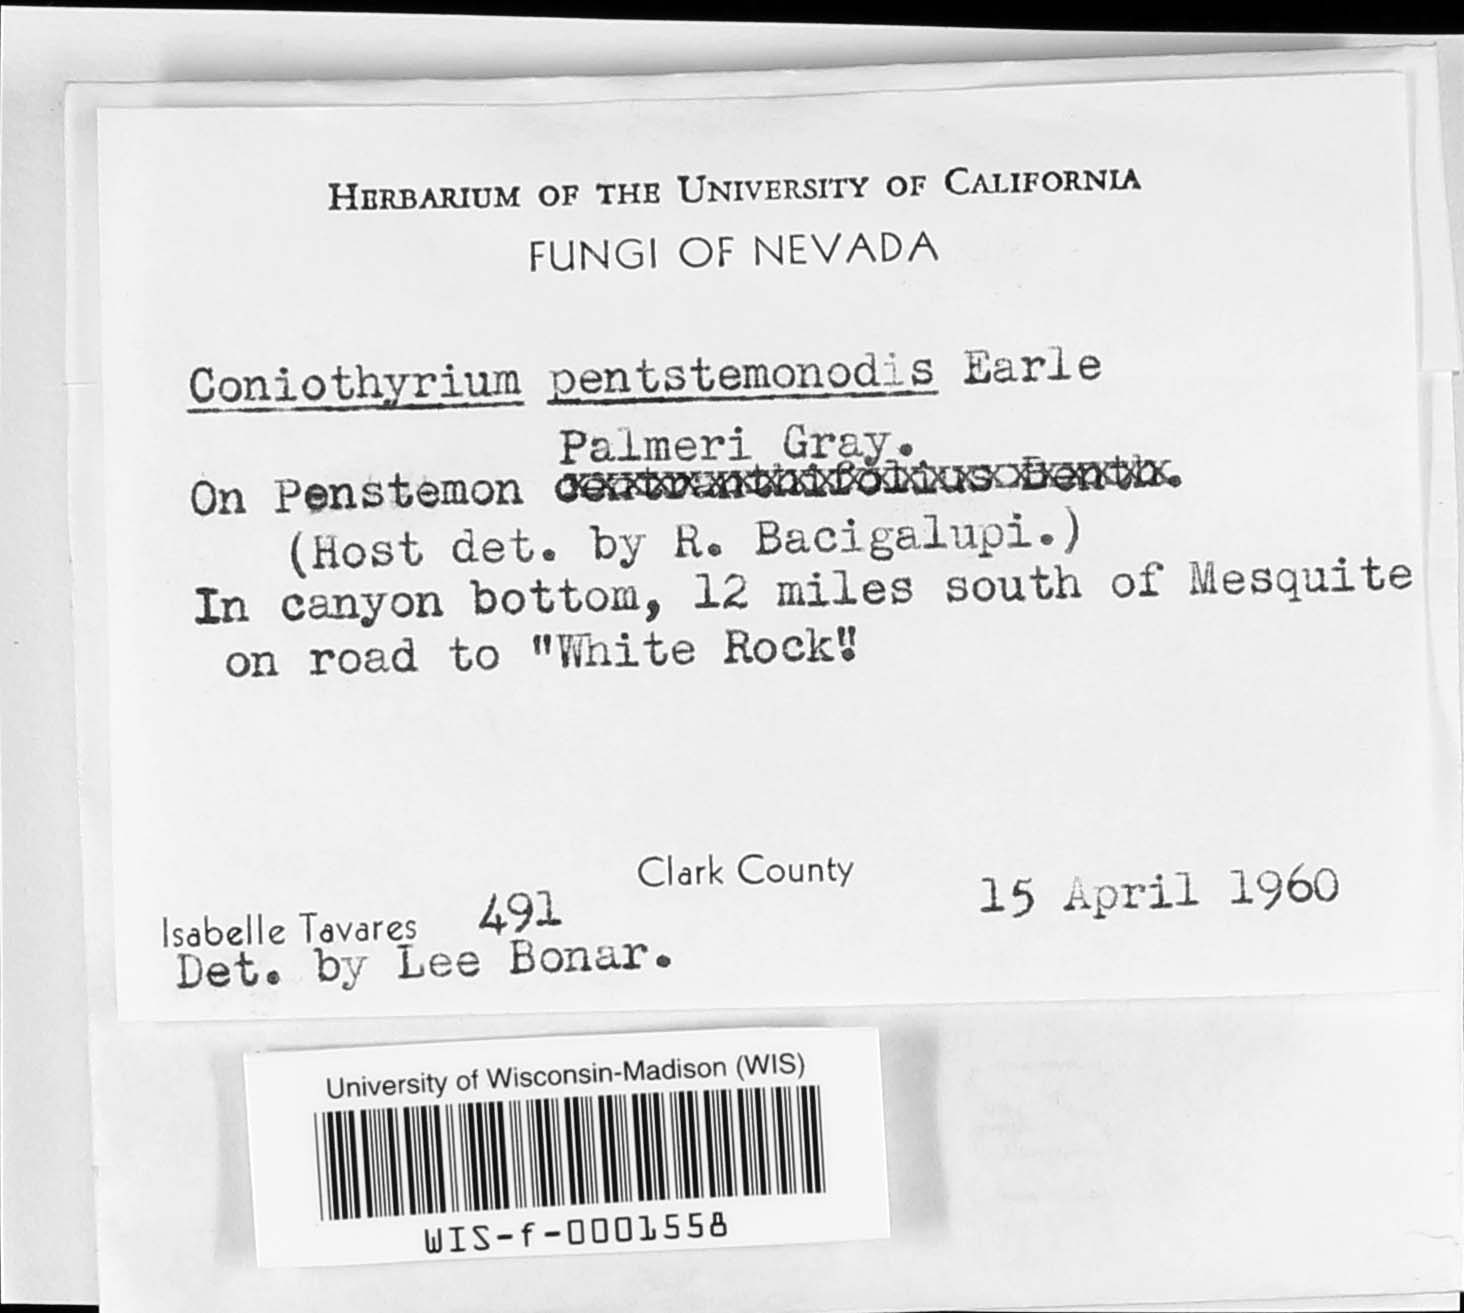 HERBARIUM OF THE UNIVERSITY OF CALIFORNIA
FUNGI OF NEVADA
Coniothyrium pentstemonodis Earle
Palmeri Gray.
On Penstemon centranthifolius Benth.
(Host det. by R. Bacigalupi.)
In canyon bottom, 12 miles south of Mesquite
on road to "White Rock".
Clark County
Isabelle Tavares 491 15 April 1960
Det. by Lee Bonar.
University of Wisconsin-Madison (WIS)
WIS-f-0001558